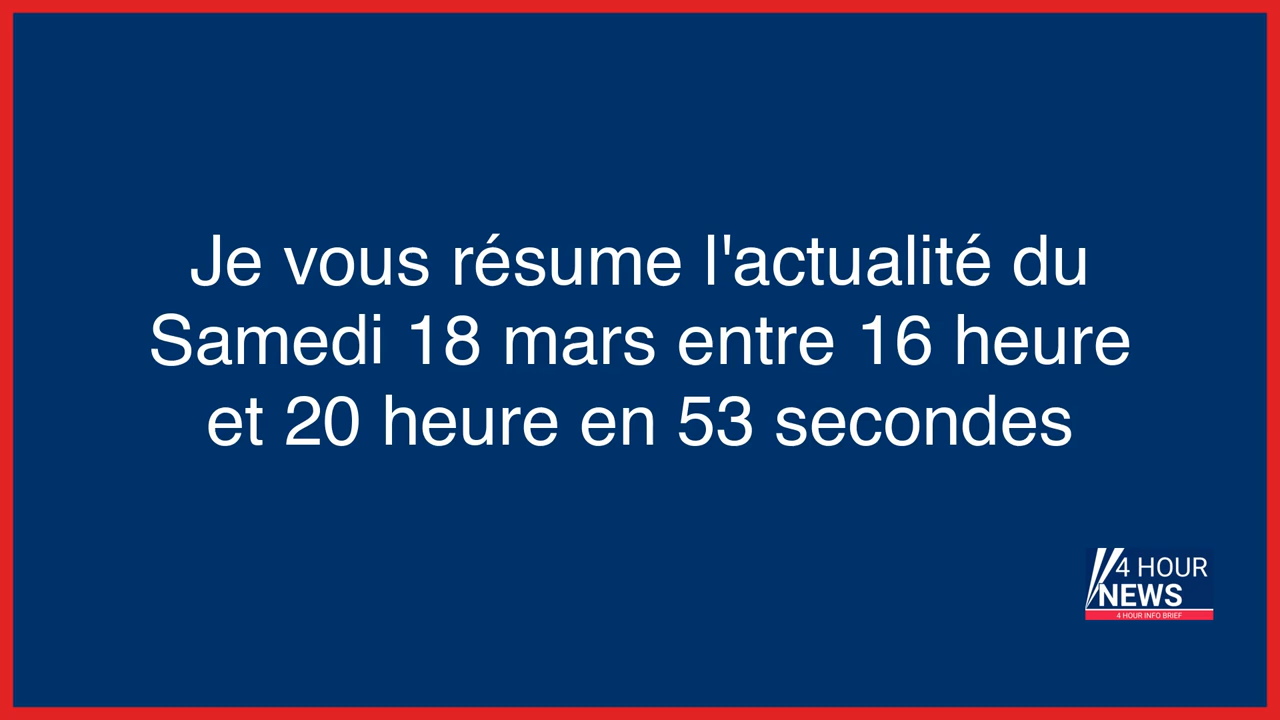 Je vous résume l'actualité du
Samedi 18 mars entre 16 heure
et 20 heure en 53 secondes
4 HOUR
NEWS
4 HOUR INFO BRIEF